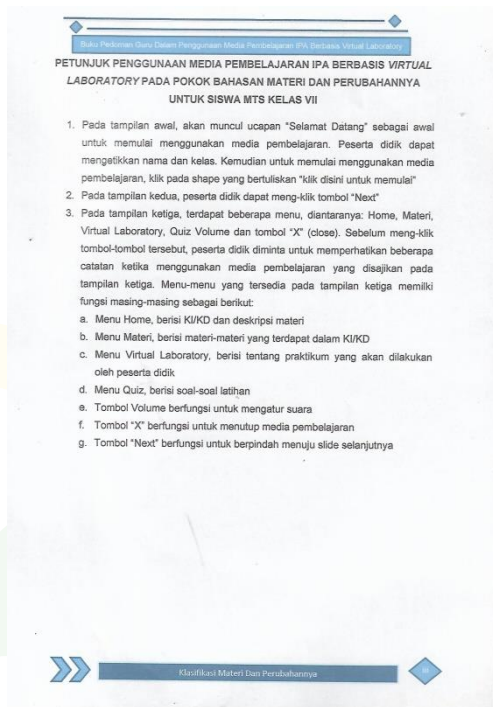 Buku Pedoman Guru Dalam Penggunaan Media Pembelajaran IPA Berbasis Virtual Laboratory
PETUNJUK PENGGUNAAN MEDIA PEMBELAJARAN IPA BERBASIS VIRTUAL
LABORATORY PADA POKOK BAHASAN MATERI DAN PERUBAHANNYA
UNTUK SISWA MTS KELAS VII
1. Pada tampilan awal, akan muncul ucapan "Selamat Datang" sebagai awal
untuk memulai menggunakan media pembelajaran. Peserta didik dapat
mengetikkan nama dan kelas. Kemudian untuk memulai menggunakan media
pembelajaran, klik pada shape yang bertuliskan "klik disini untuk memulai"
2. Pada tampilan kedua, peserta didik dapat meng-klik tombol "Next"
3. Pada tampilan ketiga, terdapat beberapa menu, diantaranya: Home, Materi,
Virtual Laboratory, Quiz Volume dan tombol "X" (close). Sebelum meng-klik
tombol-tombol tersebut, peserta didik diminta untuk memperhatikan beberapa
catatan ketika menggunakan media pembelajaran yang disajikan pada
tampilan ketiga. Menu-menu yang tersedia pada tampilan ketiga memilki
fungsi masing-masing sebagai berikut:
a. Menu Home, berisi KI/KD dan deskripsi materi
b. Menu Materi, berisi materi-materi yang terdapat dalam KI/KD
c. Menu Virtual Laboratory, berisi tentang praktikum yang akan dilakukan
oleh peserta didik
d. Menu Quiz, berisi soal-soal latihan
e. Tombol Volume berfungsi untuk mengatur suara
f. Tombol "X" berfungsi untuk menutup media pembelajaran
g. Tombol "Next" berfungsi untuk berpindah menuju slide selanjutnya
Klasifikasi Materi Dan Perubahannya